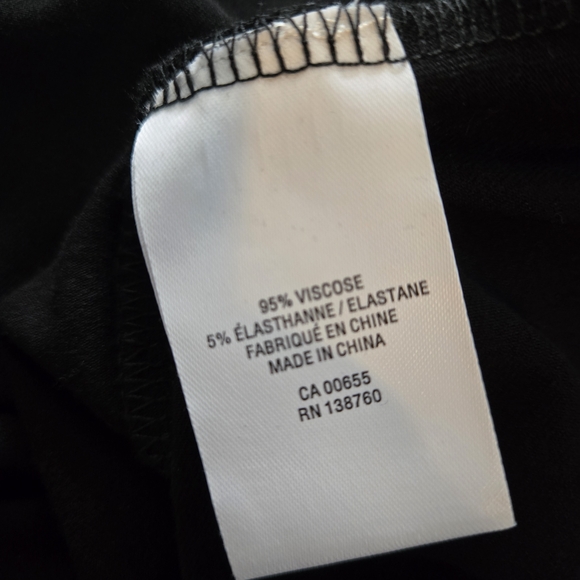 95% VISCOSE
5% ÉLASTHANNE / ELASTANE
FABRIQUÉ EN CHINE
MADE IN CHINA
CA 00655
RN 138760